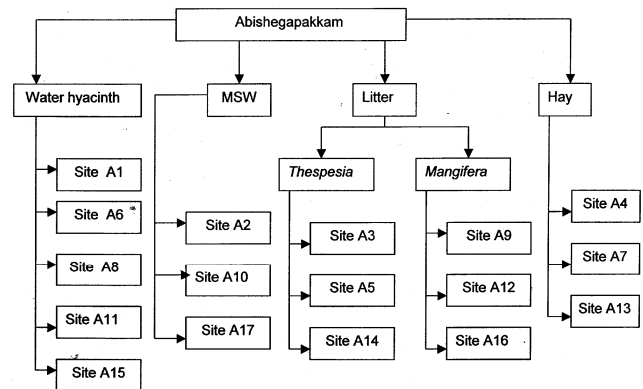 Abishegapakkam
Water hyacinth
MSW
Litter
Hay
Thespesia
Mangifera
Site A1
Site A6
Site A8
Site A11
Site A15
Site A2
Site A10
Site A17
Site A3
Site A5
Site A14
Site A9
Site A12
Site A16
Site A4
Site A7
Site A13